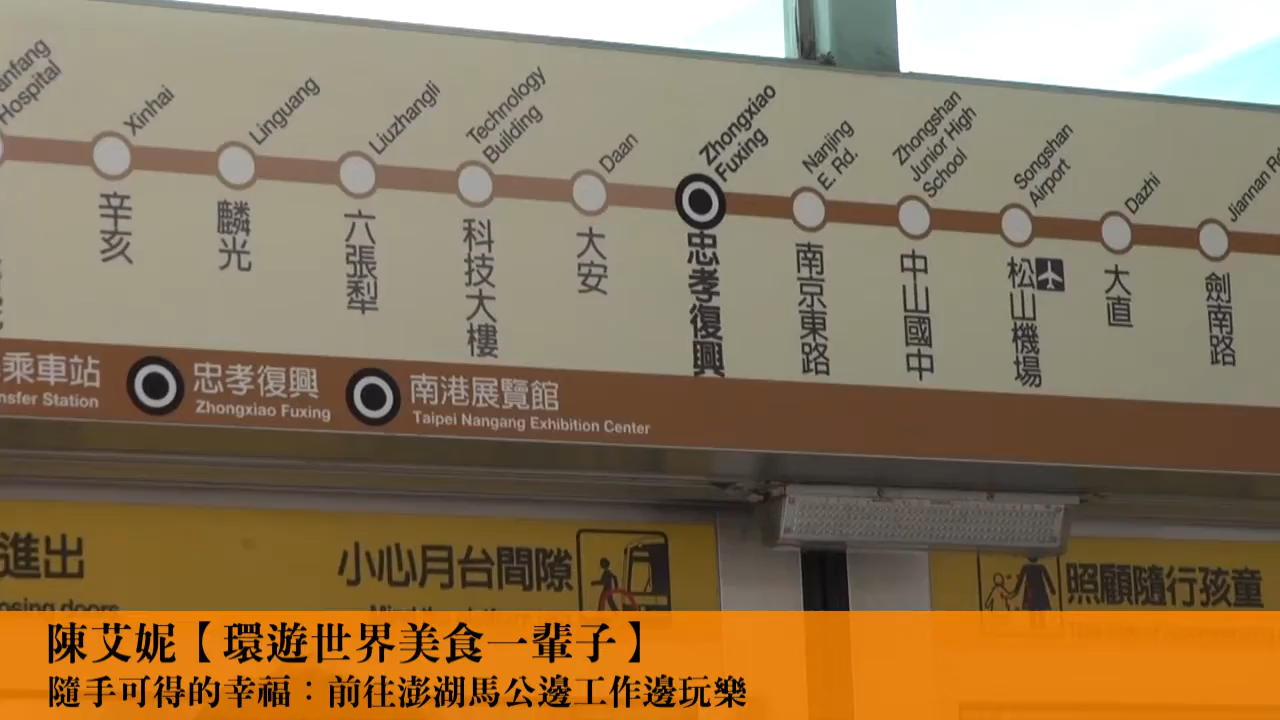 anfang
Hospital
Xinhai
Linguang
Liuzhangli
Technology
Building
Daan
Zhongxiao
Fuxing
Nanjing
E. Rd.
Zhongshan
Junior High
School
Songshan
Airport
Dazhi
Jiannan Rd
辛亥
麟光
六張犁
科技大樓
大安
忠孝復興
南京東路
中山國中
松山機場
大直
劍南路
乘車站
nsfer Station
忠孝復興
Zhongxiao Fuxing
南港展覽館
Taipei Nangang Exhibition Center
進出
osing doors
小心月台間隙
照顧隨行孩童
陳艾妮【環遊世界美食一輩子】
隨手可得的幸福：前往澎湖馬公邊工作邊玩樂